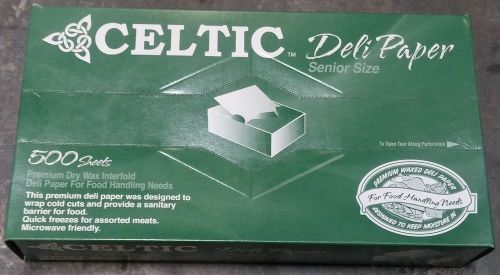 CELTIC™ Deli Paper
Senior Size
To Open Tear Along Perforation
500 Sheets
Premium Dry Wax Interfold
Deli Paper For Food Handling Needs
This premium deli paper was designed to
wrap cold cuts and provide a sanitary
barrier for food.
Quick freezes for assorted meats.
Microwave friendly.
PREMIUM WAXED DELI PAPER
For Food Handling Needs
DESIGNED TO KEEP MOISTURE IN
CELTIC